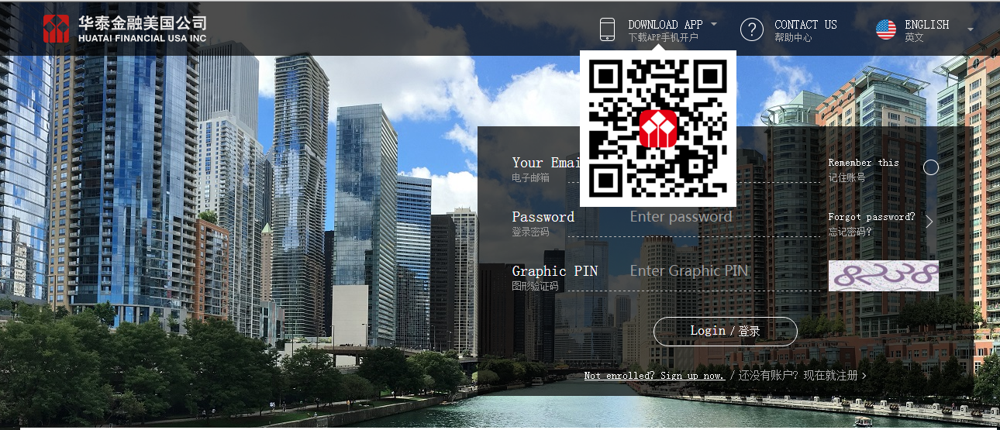 华泰金融美国公司
HUATAI FINANCIAL USA INC
DOWNLOAD APP
下载APP手机开户
CONTACT US
帮助中心
ENGLISH
英文
Your Emai
电子邮箱
Remember this
记住账号
Password
登录密码
Enter password
Forgot password?
忘记密码?
Graphic PIN
图形验证码
Enter Graphic PIN
8238
Login / 登录
Not enrolled? Sign up now. / 还没有账户? 现在就注册 >